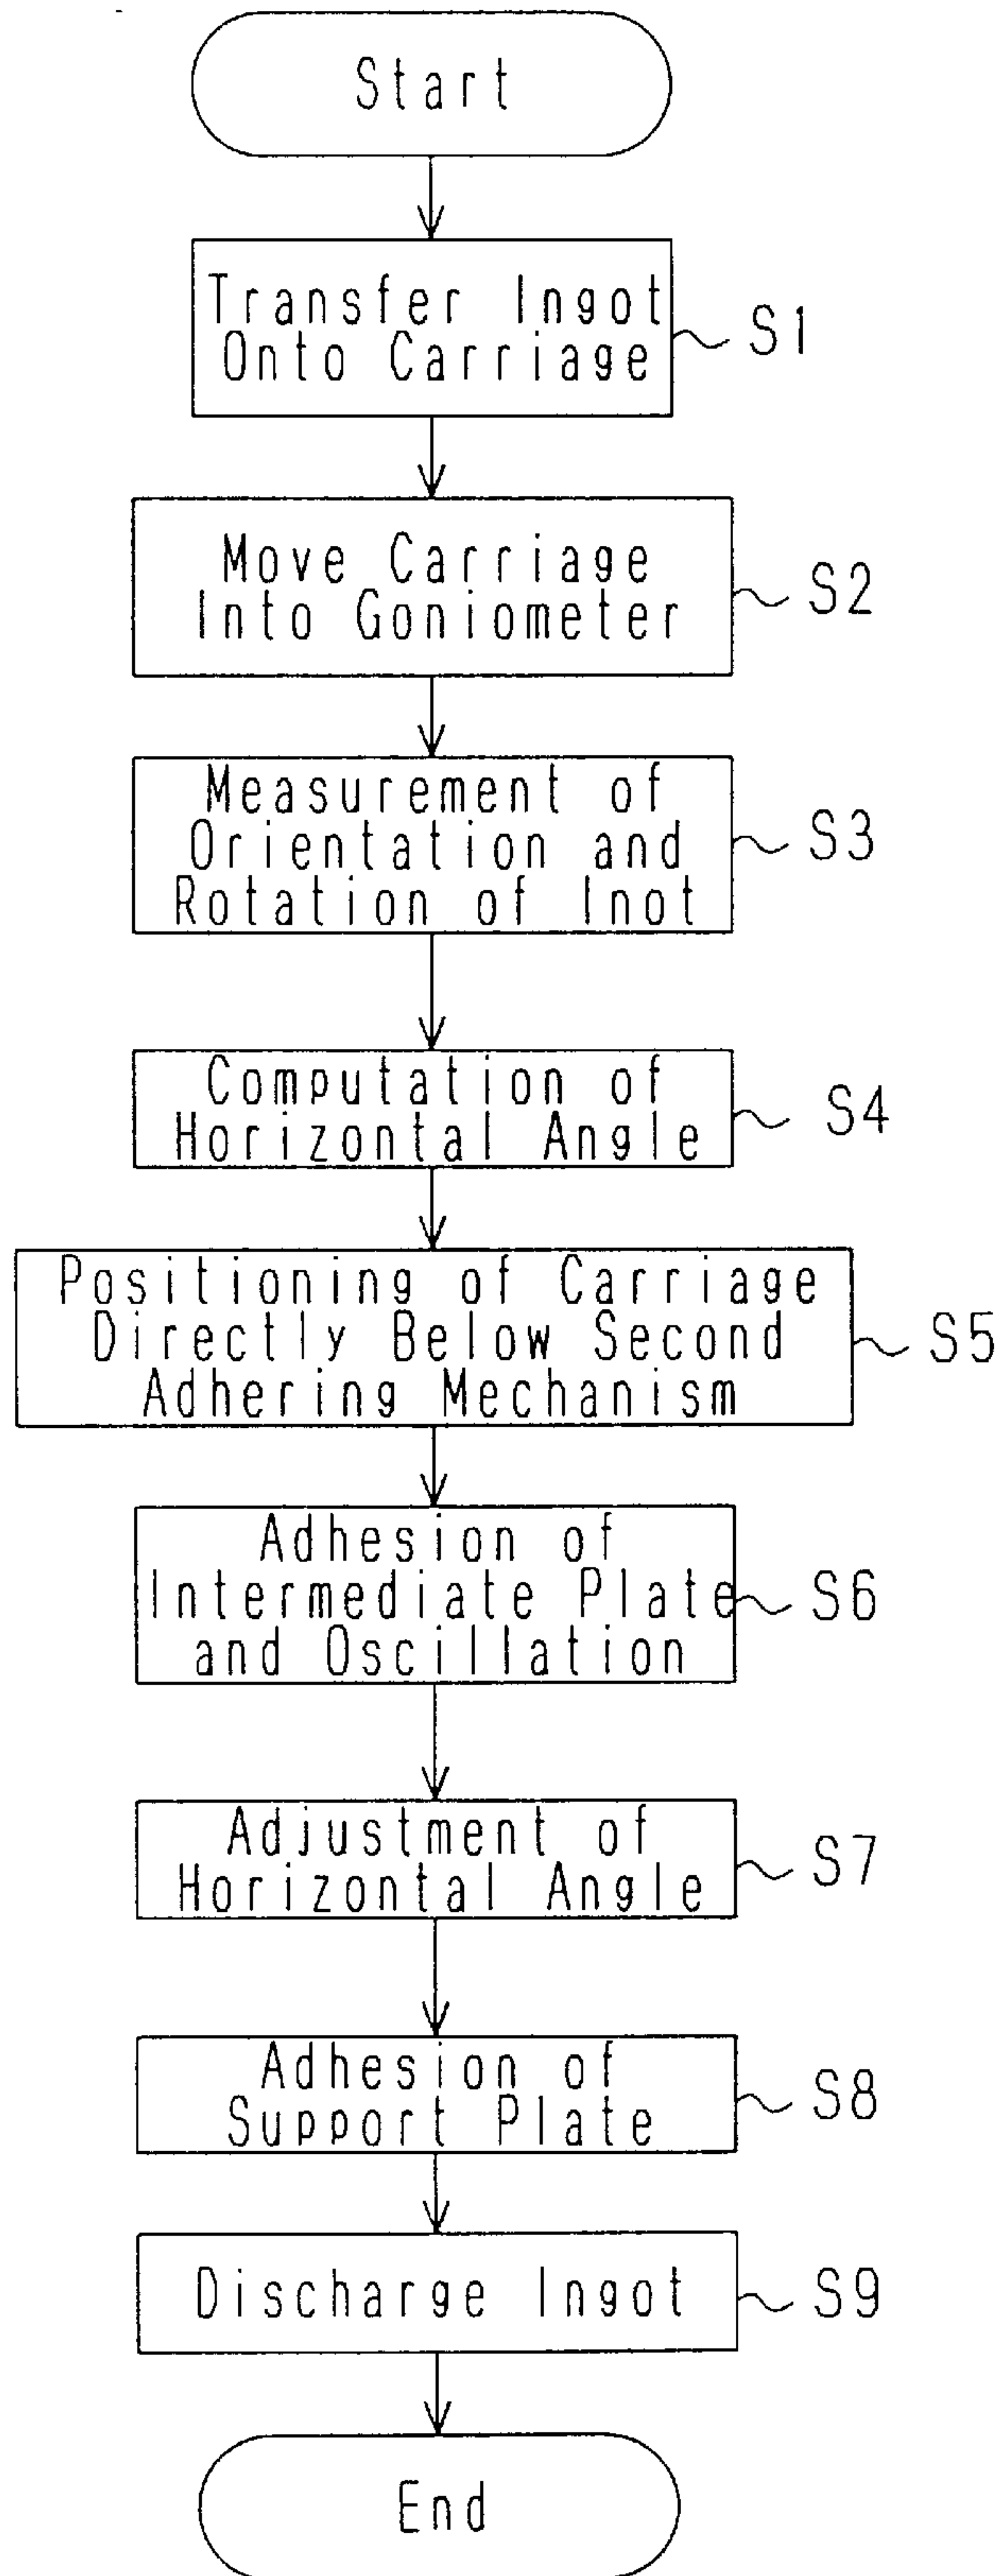 Start
Transfer Ingot
Onto Carriage
S1
Move Carriage
Into Goniometer
S2
Measurement of
Orientation and
Rotation of Inot
S3
Computation of
Horizontal Angle
S4
Positioning of Carriage
Directly Below Second
Adhering Mechanism
S5
Adhesion of
Intermediate Plate
and Oscillation
S6
Adjustment of
Horizontal Angle
S7
Adhesion of
Support Plate
S8
Discharge Ingot
S9
End